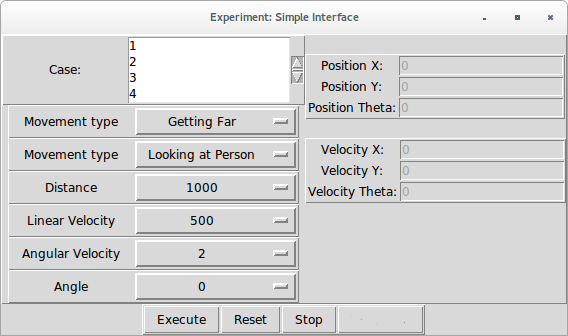 Experiment: Simple Interface
Case:
1
2
3
4
Movement type Getting Far
Movement type Looking at Person
Distance 1000
Linear Velocity 500
Angular Velocity 2
Angle 0
Position X: 0
Position Y: 0
Position Theta: 0
Velocity X: 0
Velocity Y: 0
Velocity Theta: 0
Execute Reset Stop